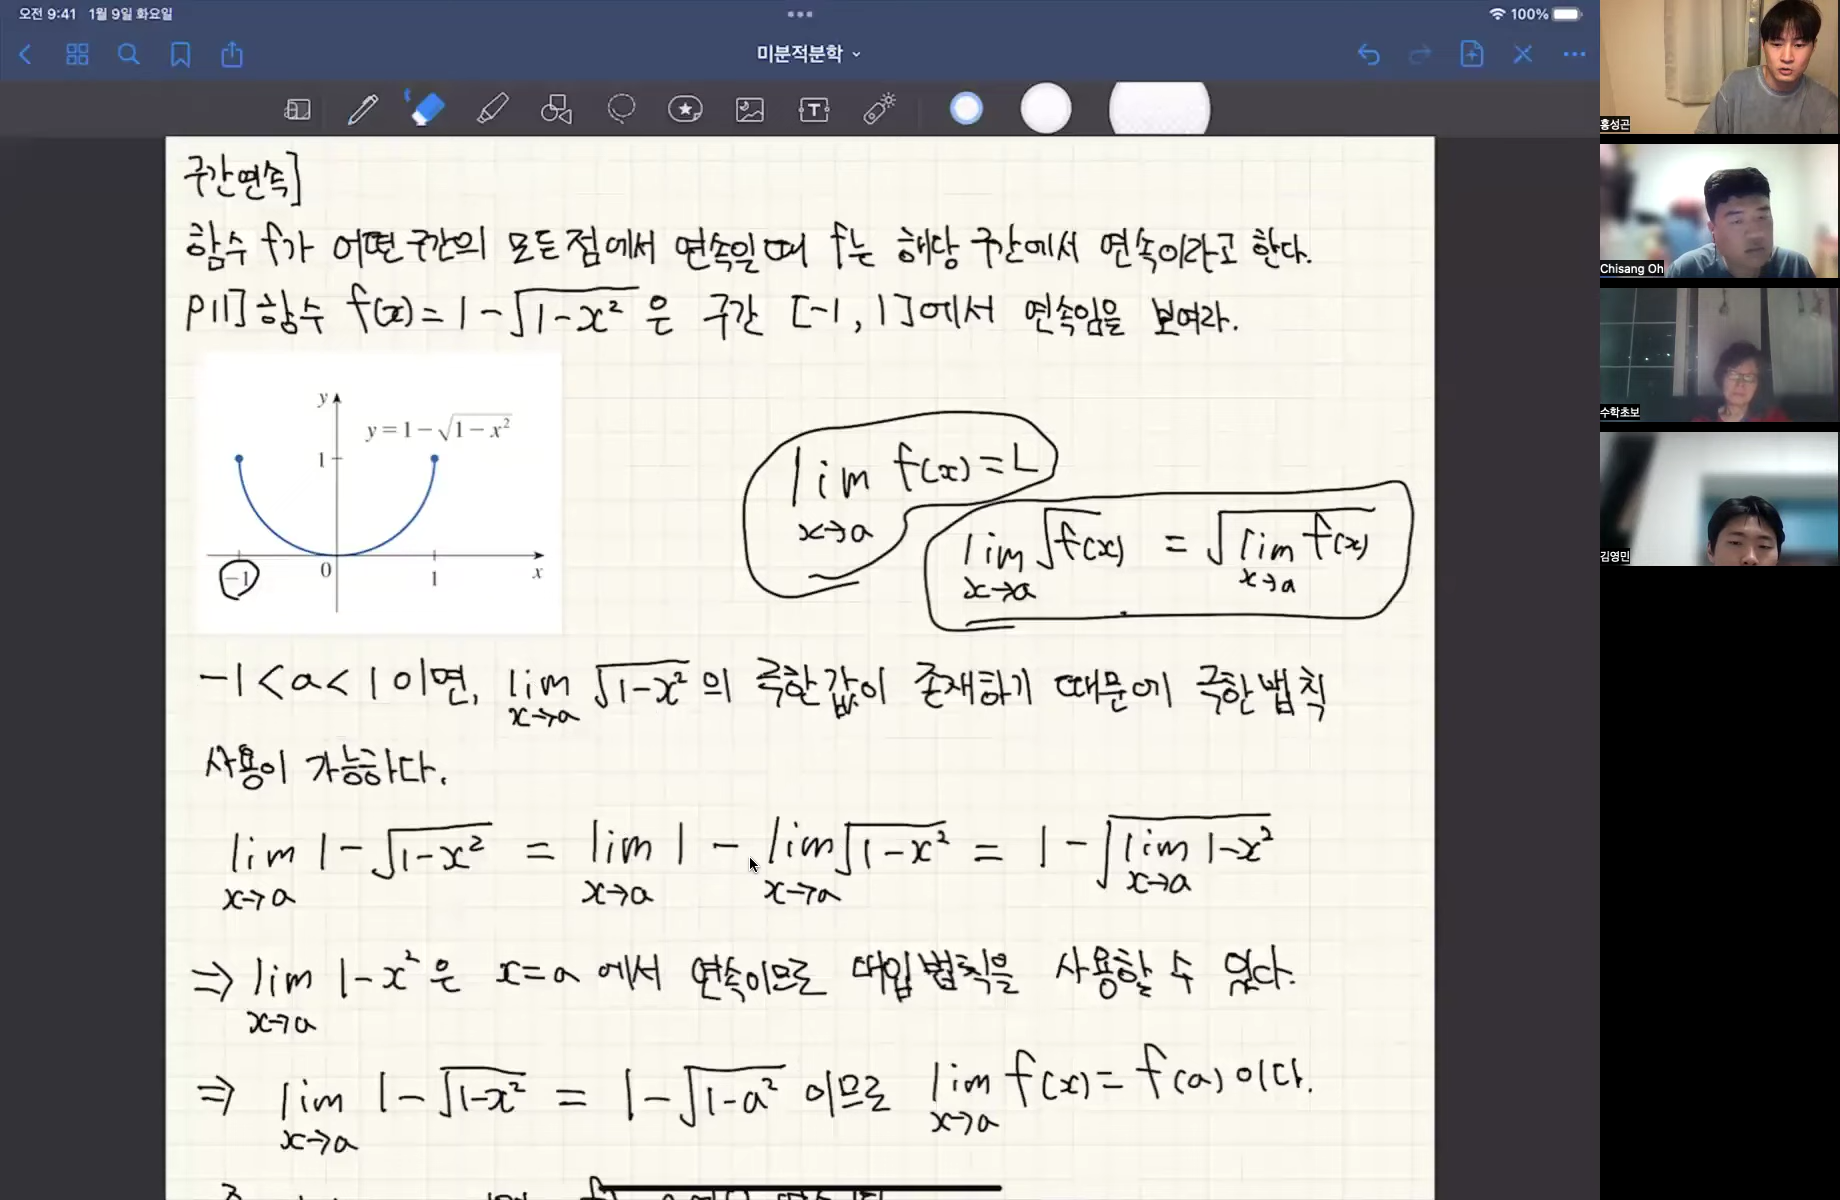 오전 9:41 1월 9일 화요일
100%
미분적분학
구간연속]
함수 f가 어떤 구간의 모든 점에서 연속일 때 f는 해당 구간에서 연속이라고 한다.
P11] 함수 f(x) = 1 - √(1-x²) 은 구간 [-1, 1]에서 연속임을 보여라.
y
y = 1 - √(1 - x²)
1
-1 0 1 x
lim f(x) = L
x→a
lim √f(x) = √(lim f(x))
x→a x→a
-1 < a < 1 이면, lim √(1-x²) 의 극한값이 존재하기 때문에 극한법칙
x→a
사용이 가능하다.
lim 1 - √(1-x²) = lim 1 - lim √(1-x²) = 1 - √(lim 1-x²)
x→a x→a x→a x→a
⇒ lim 1-x² 은 x=a 에서 연속이므로 대입법칙을 사용할 수 있다.
x→a
⇒ lim 1 - √(1-x²) = 1 - √(1-a²) 이므로 lim f(x) = f(a) 이다.
x→a x→a
홍성곤
Chisang Oh
수학초보
김영민